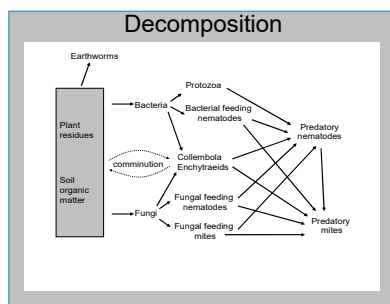 Decomposition
Earthworms
Plant
residues
Soil
organic
matter
Bacteria
comminution
Fungi
Protozoa
Bacterial feeding
nematodes
Collembola
Enchytraeids
Fungal feeding
nematodes
Fungal feeding
mites
Predatory
nematodes
Predatory
mites